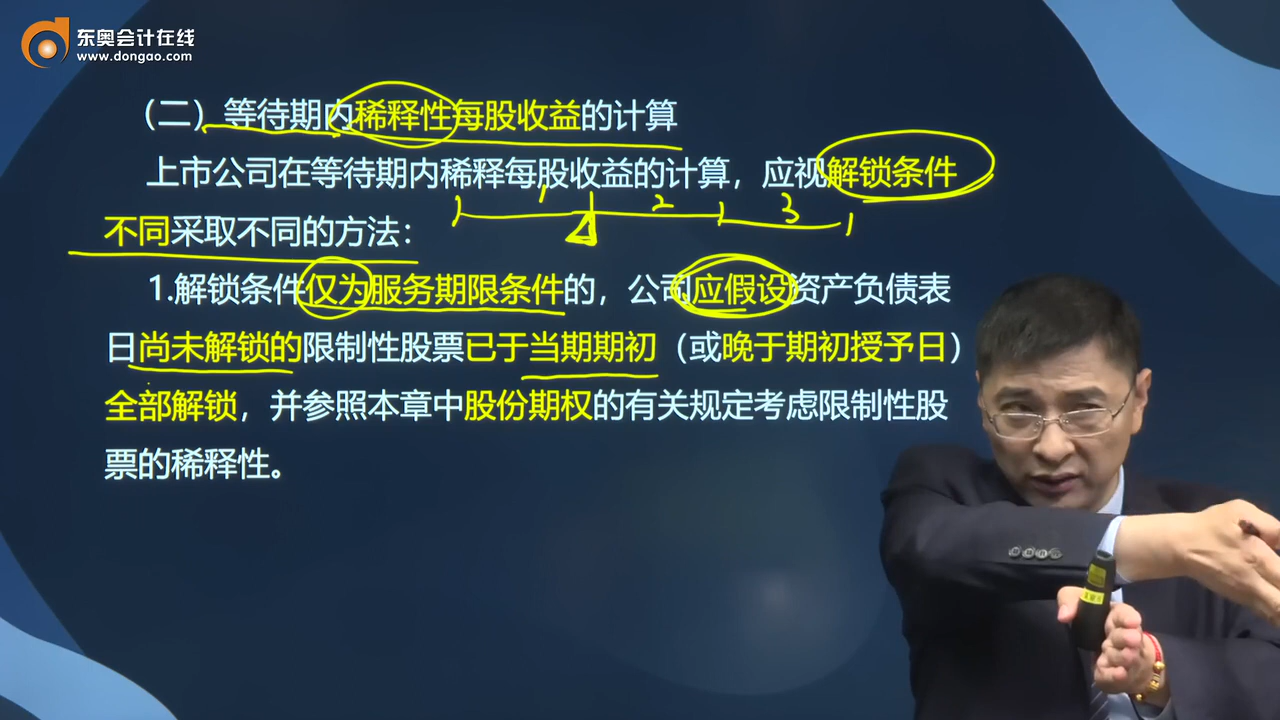 东奥会计在线
www.dongao.com
（二）等待期内稀释性每股收益的计算
上市公司在等待期内稀释每股收益的计算，应视解锁条件
1 2 3
不同采取不同的方法：
1.解锁条件仅为服务期限条件的，公司应假设资产负债表
日尚未解锁的限制性股票已于当期期初（或晚于期初授予日）
全部解锁，并参照本章中股份期权的有关规定考虑限制性股
票的稀释性。